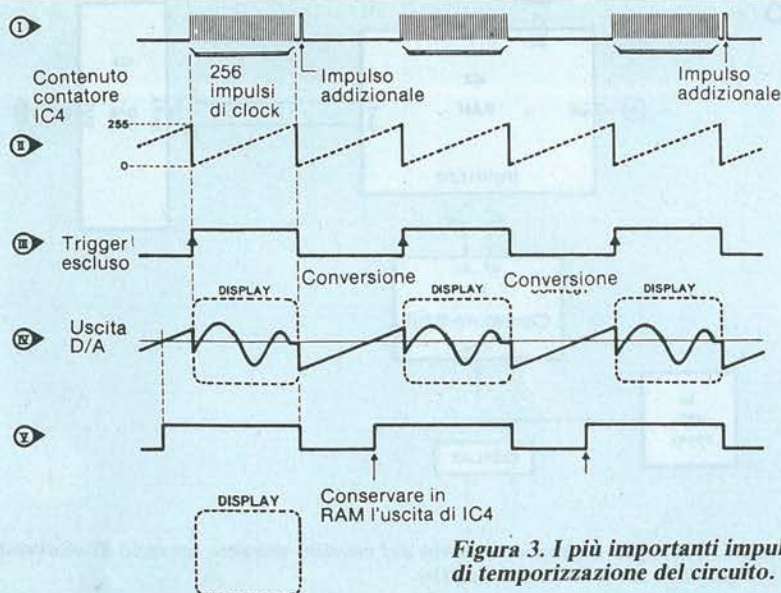 I
Contenuto
contatore
IC4
256
impulsi
di clock
Impulso
addizionale
Impulso
addizionale
II
255
0
III
Trigger
escluso
Conversione
Conversione
DISPLAY
DISPLAY
DISPLAY
IV
Uscita
D/A
V
Conservare in
RAM l'uscita di IC4
DISPLAY
Figura 3. I più importanti impul
di temporizzazione del circuito.